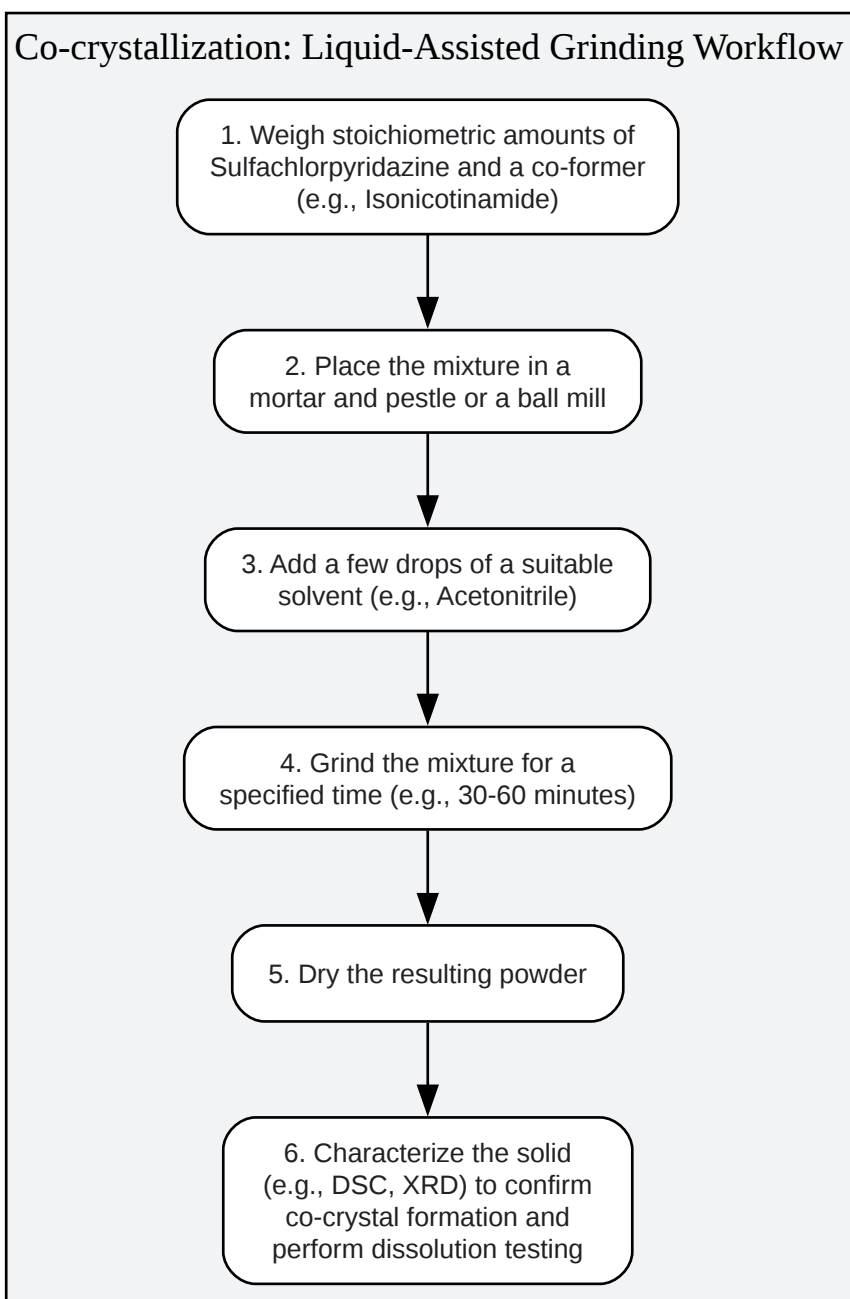 Co-crystallization: Liquid-Assisted Grinding Workflow
1. Weigh stoichiometric amounts of
Sulfachlorpyridazine and a co-former
(e.g., Isonicotinamide)
2. Place the mixture in a
mortar and pestle or a ball mill
3. Add a few drops of a suitable
solvent (e.g., Acetonitrile)
4. Grind the mixture for a
specified time (e.g., 30-60 minutes)
5. Dry the resulting powder
6. Characterize the solid
(e.g., DSC, XRD) to confirm
co-crystal formation and
perform dissolution testing